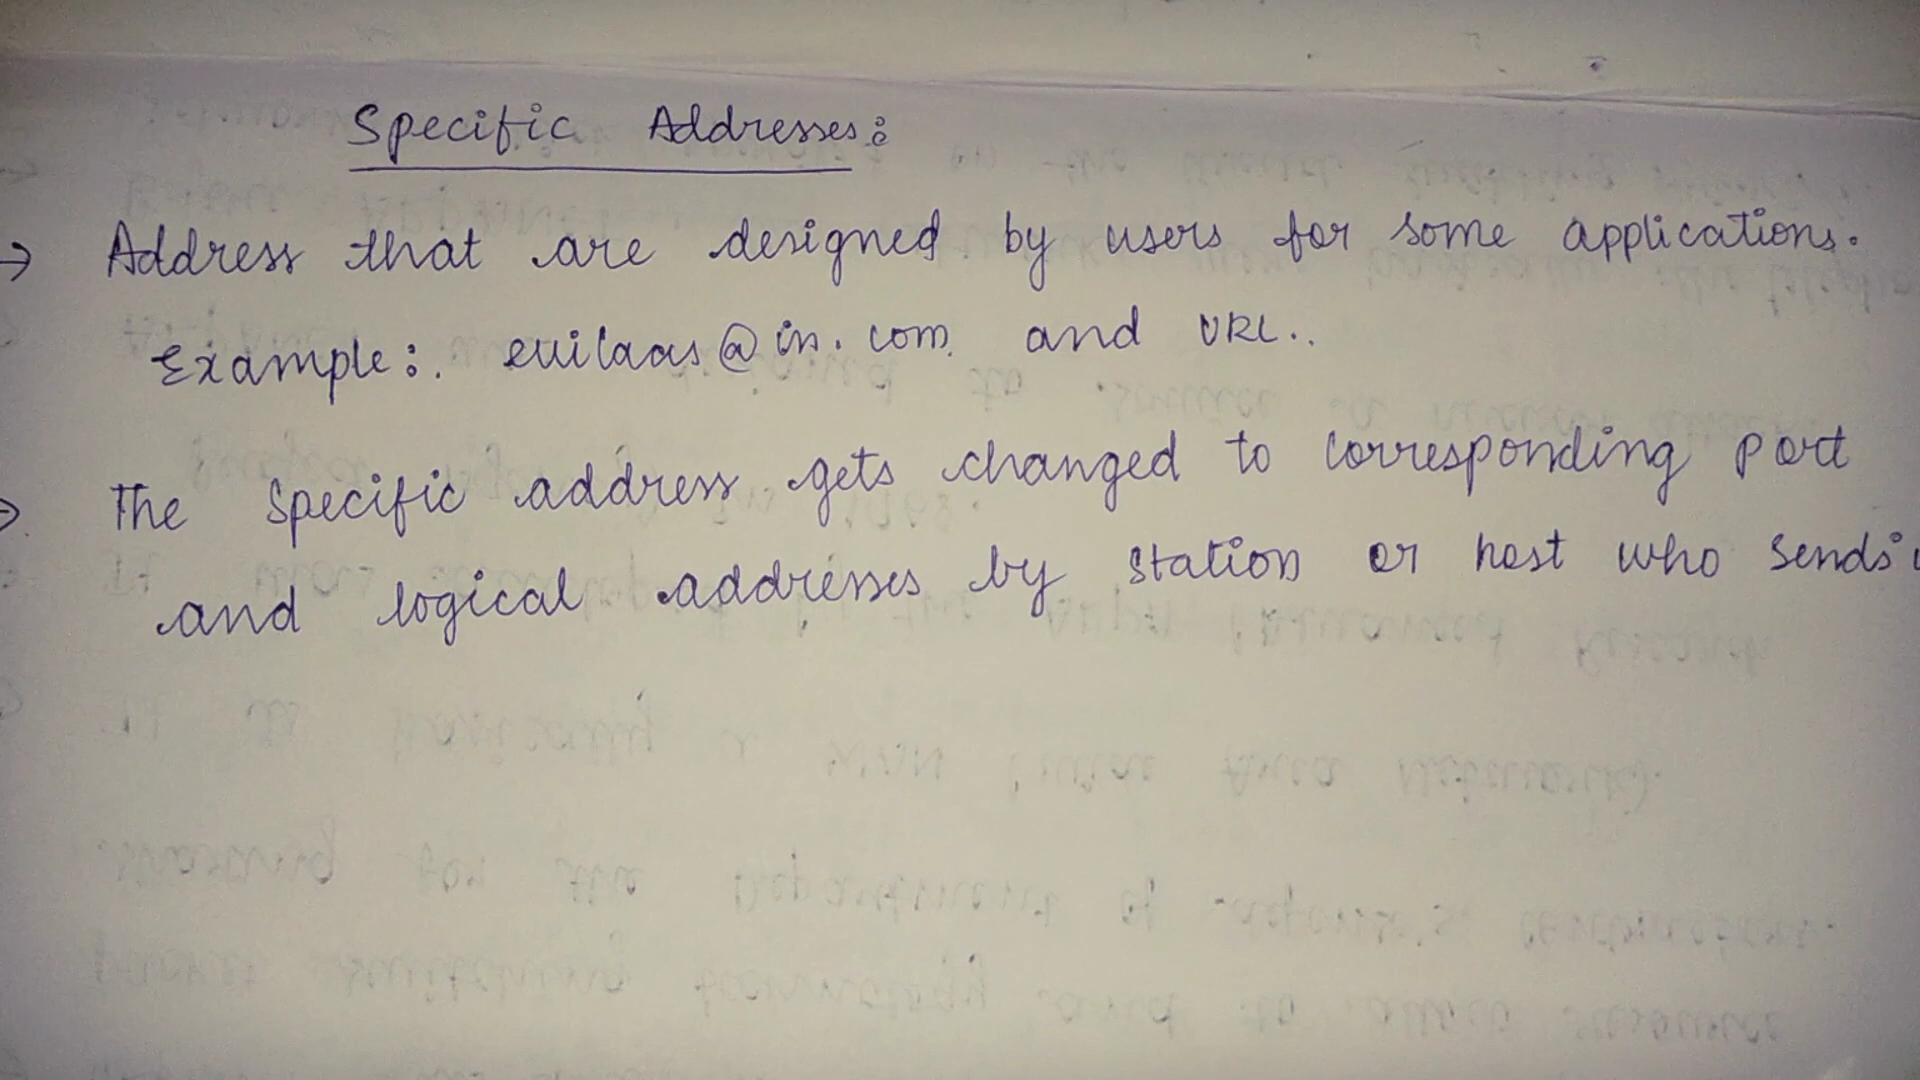 Specific Addresses:
→ Address that are designed by users for some applications.
Example:. evilaas@in.com and URL..
→ The specific address gets changed to corresponding port
and logical addresses by station or host who sends